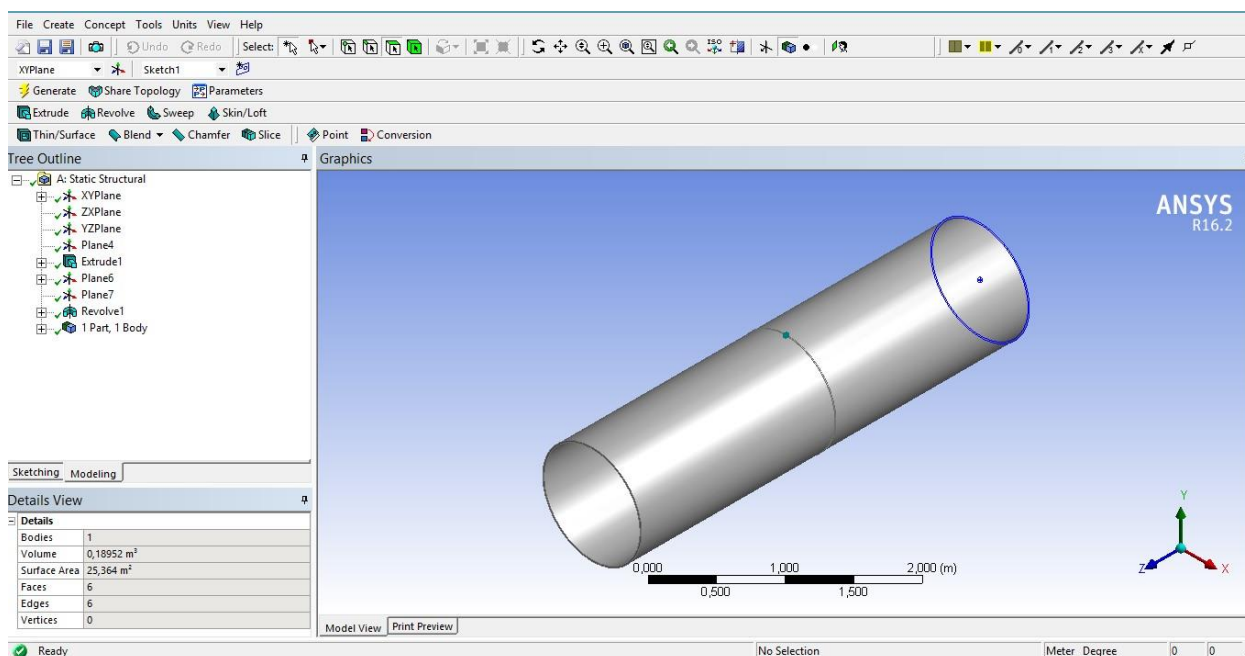 File Create Concept Tools Units View Help
Undo Redo Select: ISO
XYPlane Sketch1
Generate Share Topology Parameters
Extrude Revolve Sweep Skin/Loft
Thin/Surface Blend Chamfer Slice Point Conversion
Tree Outline
A: Static Structural
XYPlane
ZXPlane
YZPlane
Plane4
Extrude1
Plane6
Plane7
Revolve1
1 Part, 1 Body
Sketching Modeling
Details View
Details
Bodies 1
Volume 0,18952 m³
Surface Area 25,364 m²
Faces 6
Edges 6
Vertices 0
Graphics
ANSYS
R16.2
Y
Z X
0,000 1,000 2,000 (m)
0,500 1,500
Model View Print Preview
Ready No Selection Meter Degree 0 0